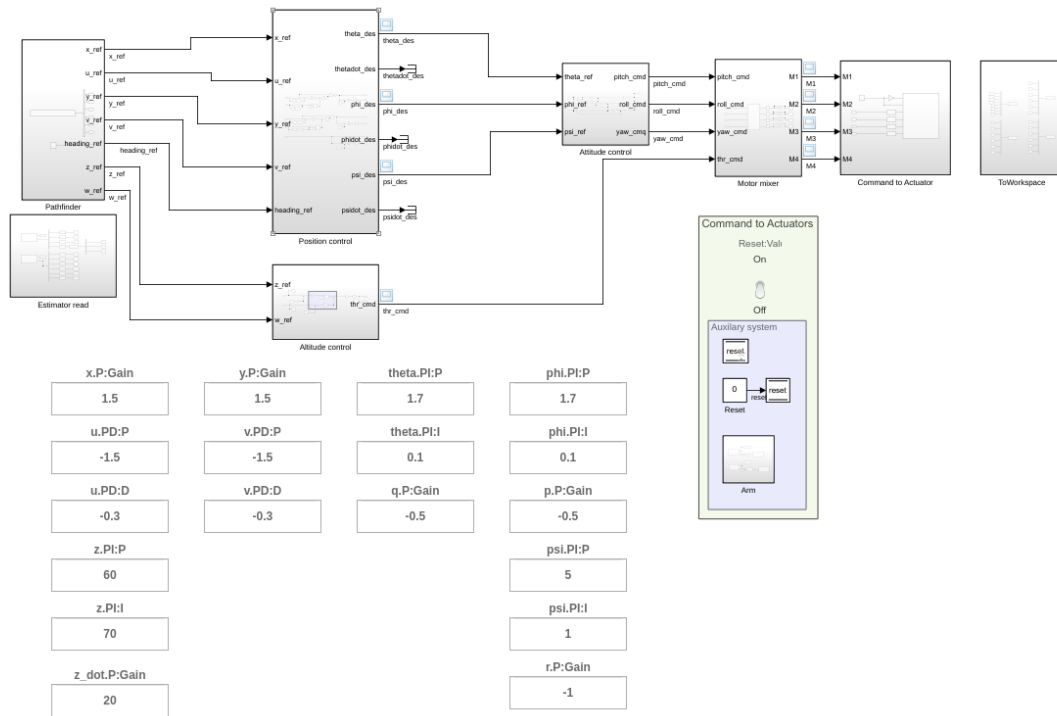 x_ref
x_ref
u_ref
u_ref
y_ref
y_ref
v_ref
v_ref
heading_ref
heading_ref
z_ref
z_ref
w_ref
w_ref
Pathfinder
Estimator read
x_ref
u_ref
y_ref
v_ref
heading_ref
theta_des
theta_des
thetadot_des
thetadot_des
phi_des
phi_des
phidot_des
phidot_des
psi_des
psi_des
psidot_des
psidot_des
Position control
z_ref
w_ref
thr_cmd
thr_cmd
Altitude control
theta_ref
phi_ref
psi_ref
pitch_cmd
pitch_cmd
roll_cmd
roll_cmd
yaw_cmq
yaw_cmd
Attitude control
pitch_cmd
roll_cmd
yaw_cmd
thr_cmd
M1
M1
M2
M2
M3
M3
M4
M4
Motor mixer
M1
M2
M3
M4
Command to Actuator
ToWorkspace
Command to Actuators
Reset:Valu
On
Off
Auxilary system
reset
0
reset
reset
Reset
Arm
x.P:Gain
1.5
y.P:Gain
1.5
theta.PI:P
1.7
phi.PI:P
1.7
u.PD:P
-1.5
v.PD:P
-1.5
theta.PI:I
0.1
phi.PI:I
0.1
u.PD:D
-0.3
v.PD:D
-0.3
q.P:Gain
-0.5
p.P:Gain
-0.5
z.PI:P
60
psi.PI:P
5
z.PI:I
70
psi.PI:I
1
z_dot.P:Gain
20
r.P:Gain
-1